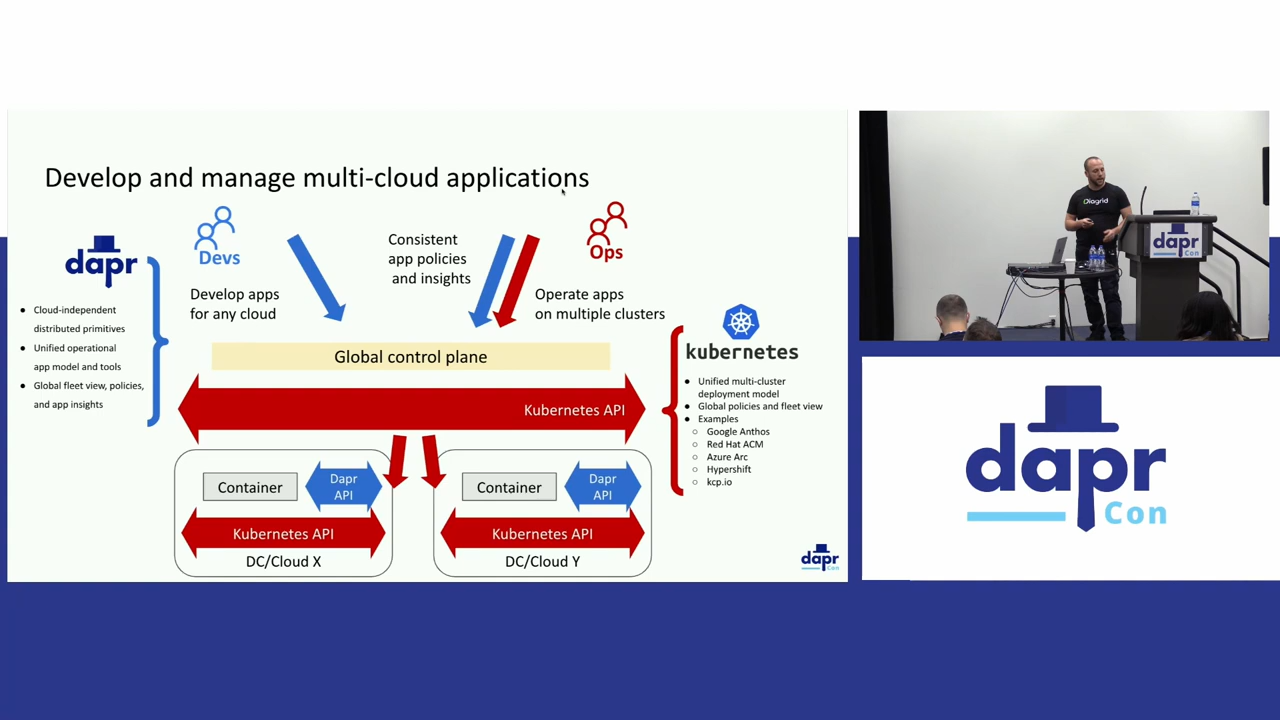 Develop and manage multi-cloud applications
dapr
Cloud-independent
distributed primitives
Unified operational
app model and tools
Global fleet view, policies,
and app insights
Devs
Develop apps
for any cloud
Consistent
app policies
and insights
Ops
Operate apps
on multiple clusters
Global control plane
Kubernetes API
kubernetes
Unified multi-cluster
deployment model
Global policies and fleet view
Examples
Google Anthos
Red Hat ACM
Azure Arc
Hypershift
kcp.io
Container
Dapr
API
Kubernetes API
DC/Cloud X
Container
Dapr
API
Kubernetes API
DC/Cloud Y
dapr
Con
Diagrid
dapr
Con
dapr
Con